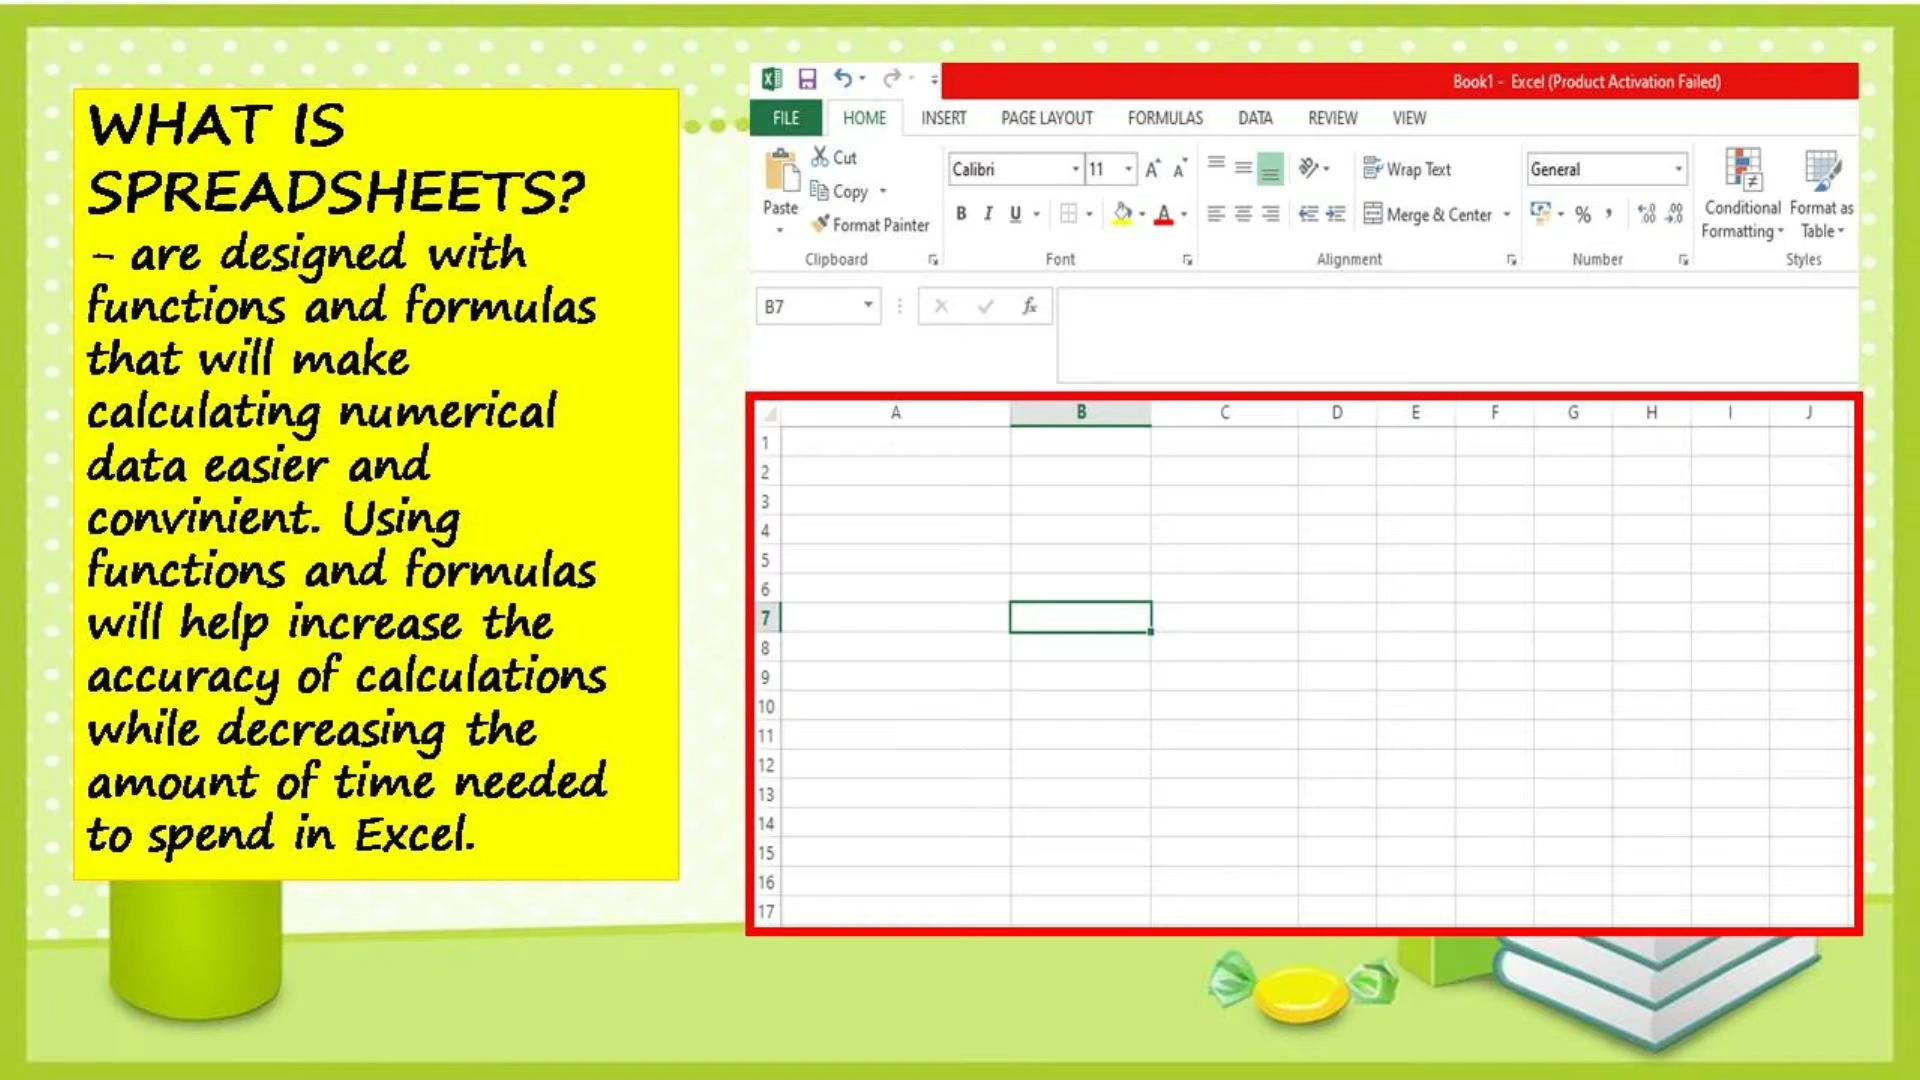 WHAT IS
SPREADSHEETS?
- are designed with
functions and formulas
that will make
calculating numerical
data easier and
convinient. Using
functions and formulas
will help increase the
accuracy of calculations
while decreasing the
amount of time needed
to spend in Excel.
Book1 - Excel (Product Activation Failed)
FILE HOME INSERT PAGE LAYOUT FORMULAS DATA REVIEW VIEW
Paste
Cut
Copy
Format Painter
Clipboard
Calibri 11
B I U
Font
Wrap Text
Merge & Center
Alignment
General
%
Number
Conditional
Formatting
Format as
Table
Styles
B7 fx
A B C D E F G H I J
1
2
3
4
5
6
7
8
9
10
11
12
13
14
15
16
17